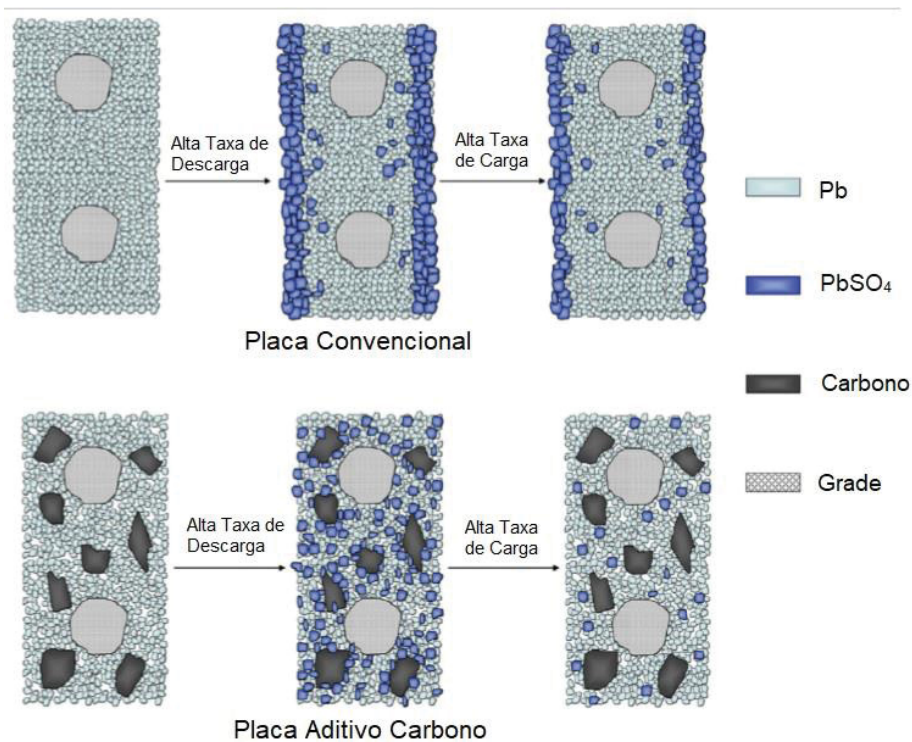 Alta Taxa de
Descarga
Alta Taxa
de Carga
Placa Convencional
Pb
PbSO₄
Carbono
Grade
Alta Taxa de
Descarga
Alta Taxa
de Carga
Placa Aditivo Carbono